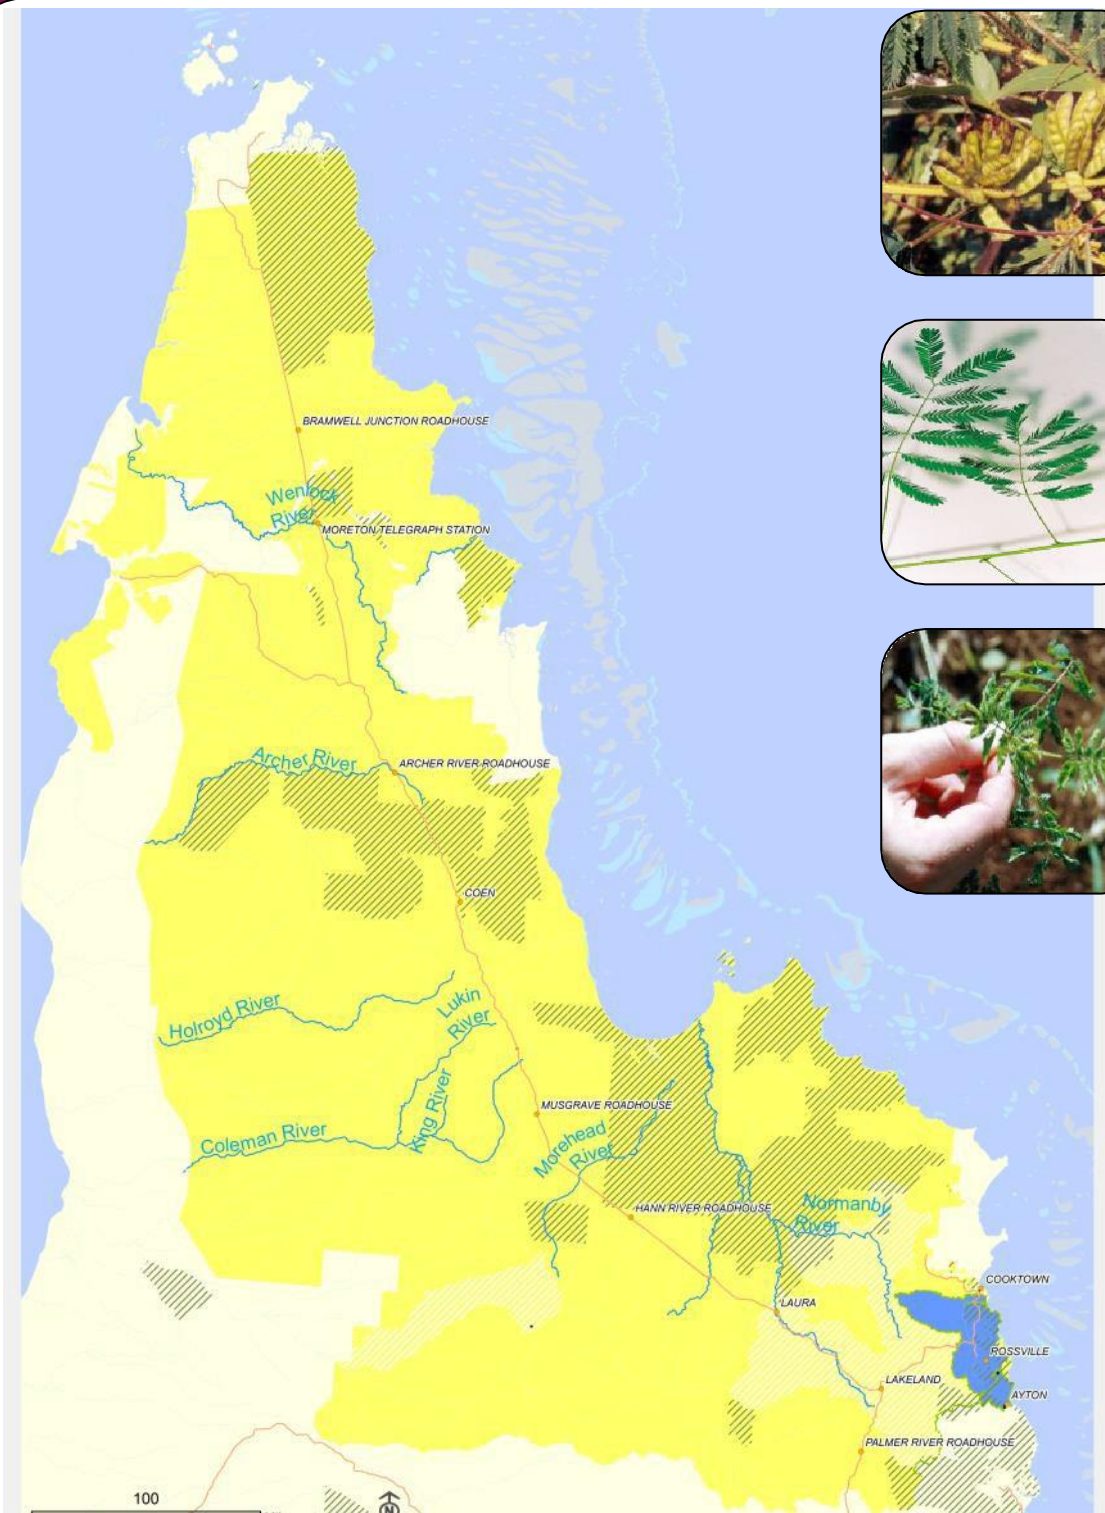 BRAMWELL JUNCTION ROADHOUSE
Wenlock
River
MORETON TELEGRAPH STATION
Archer River
ARCHER RIVER ROADHOUSE
COEN
Holroyd River
Lukin
River
King River
Coleman River
MUSGRAVE ROADHOUSE
Morehead
River
Normanby
River
HANN RIVER ROADHOUSE
COOKTOWN
LAURA
ROSSVILLE
LAKELAND
AYTON
PALMER RIVER ROADHOUSE
100
N